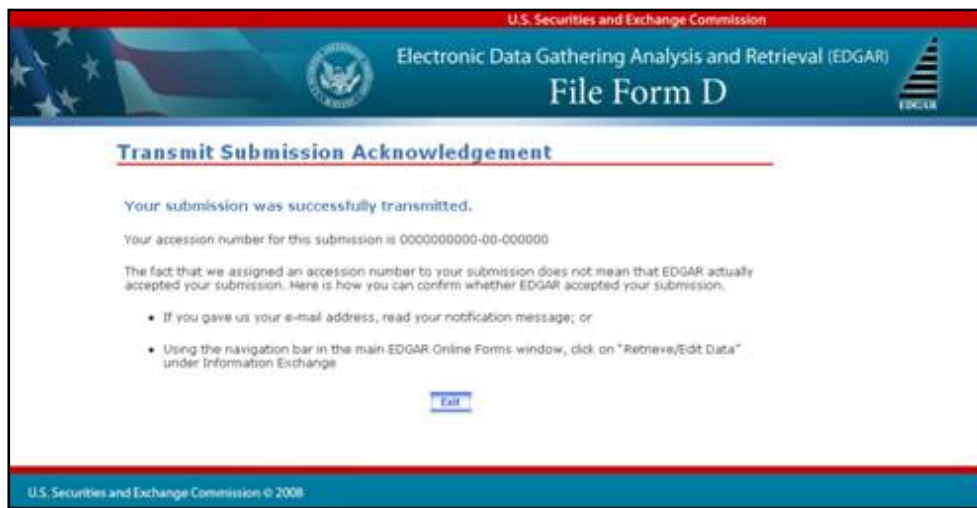 U.S. Securities and Exchange Commission
Electronic Data Gathering Analysis and Retrieval (EDGAR)
File Form D
EDGAR
Transmit Submission Acknowledgement
Your submission was successfully transmitted.
Your accession number for this submission is 0000000000-00-000000
The fact that we assigned an accession number to your submission does not mean that EDGAR actually
accepted your submission. Here is how you can confirm whether EDGAR accepted your submission.
• If you gave us your e-mail address, read your notification message; or
• Using the navigation bar in the main EDGAR Online Forms window, click on "Retrieve/Edit Data"
under Information Exchange
Exit
U.S. Securities and Exchange Commission © 2008